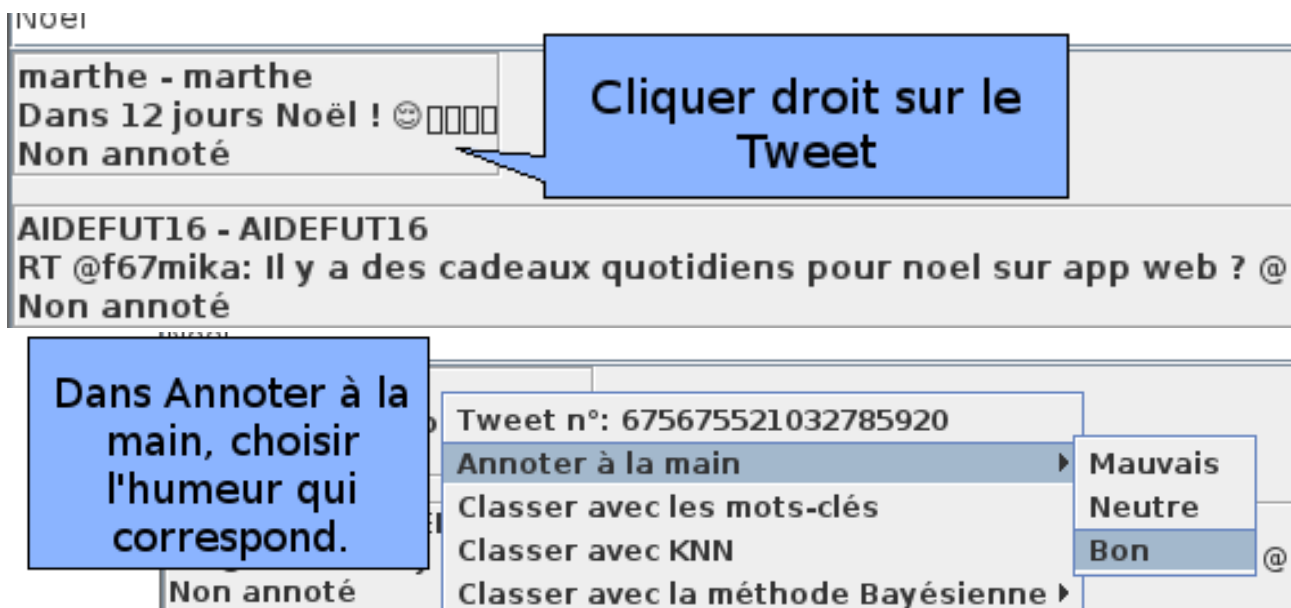 Noël
marthe - marthe
Dans 12 jours Noël ! 😌
Non annoté
Cliquer droit sur le
Tweet
AIDEFUT16 - AIDEFUT16
RT @f67mika: Il y a des cadeaux quotidiens pour noel sur app web ? @
Non annoté
Dans Annoter à la
main, choisir
l'humeur qui
correspond.
Tweet n°: 675675521032785920
Annoter à la main
Classer avec les mots-clés
Classer avec KNN
Classer avec la méthode Bayésienne
Mauvais
Neutre
Bon
@
Non annoté